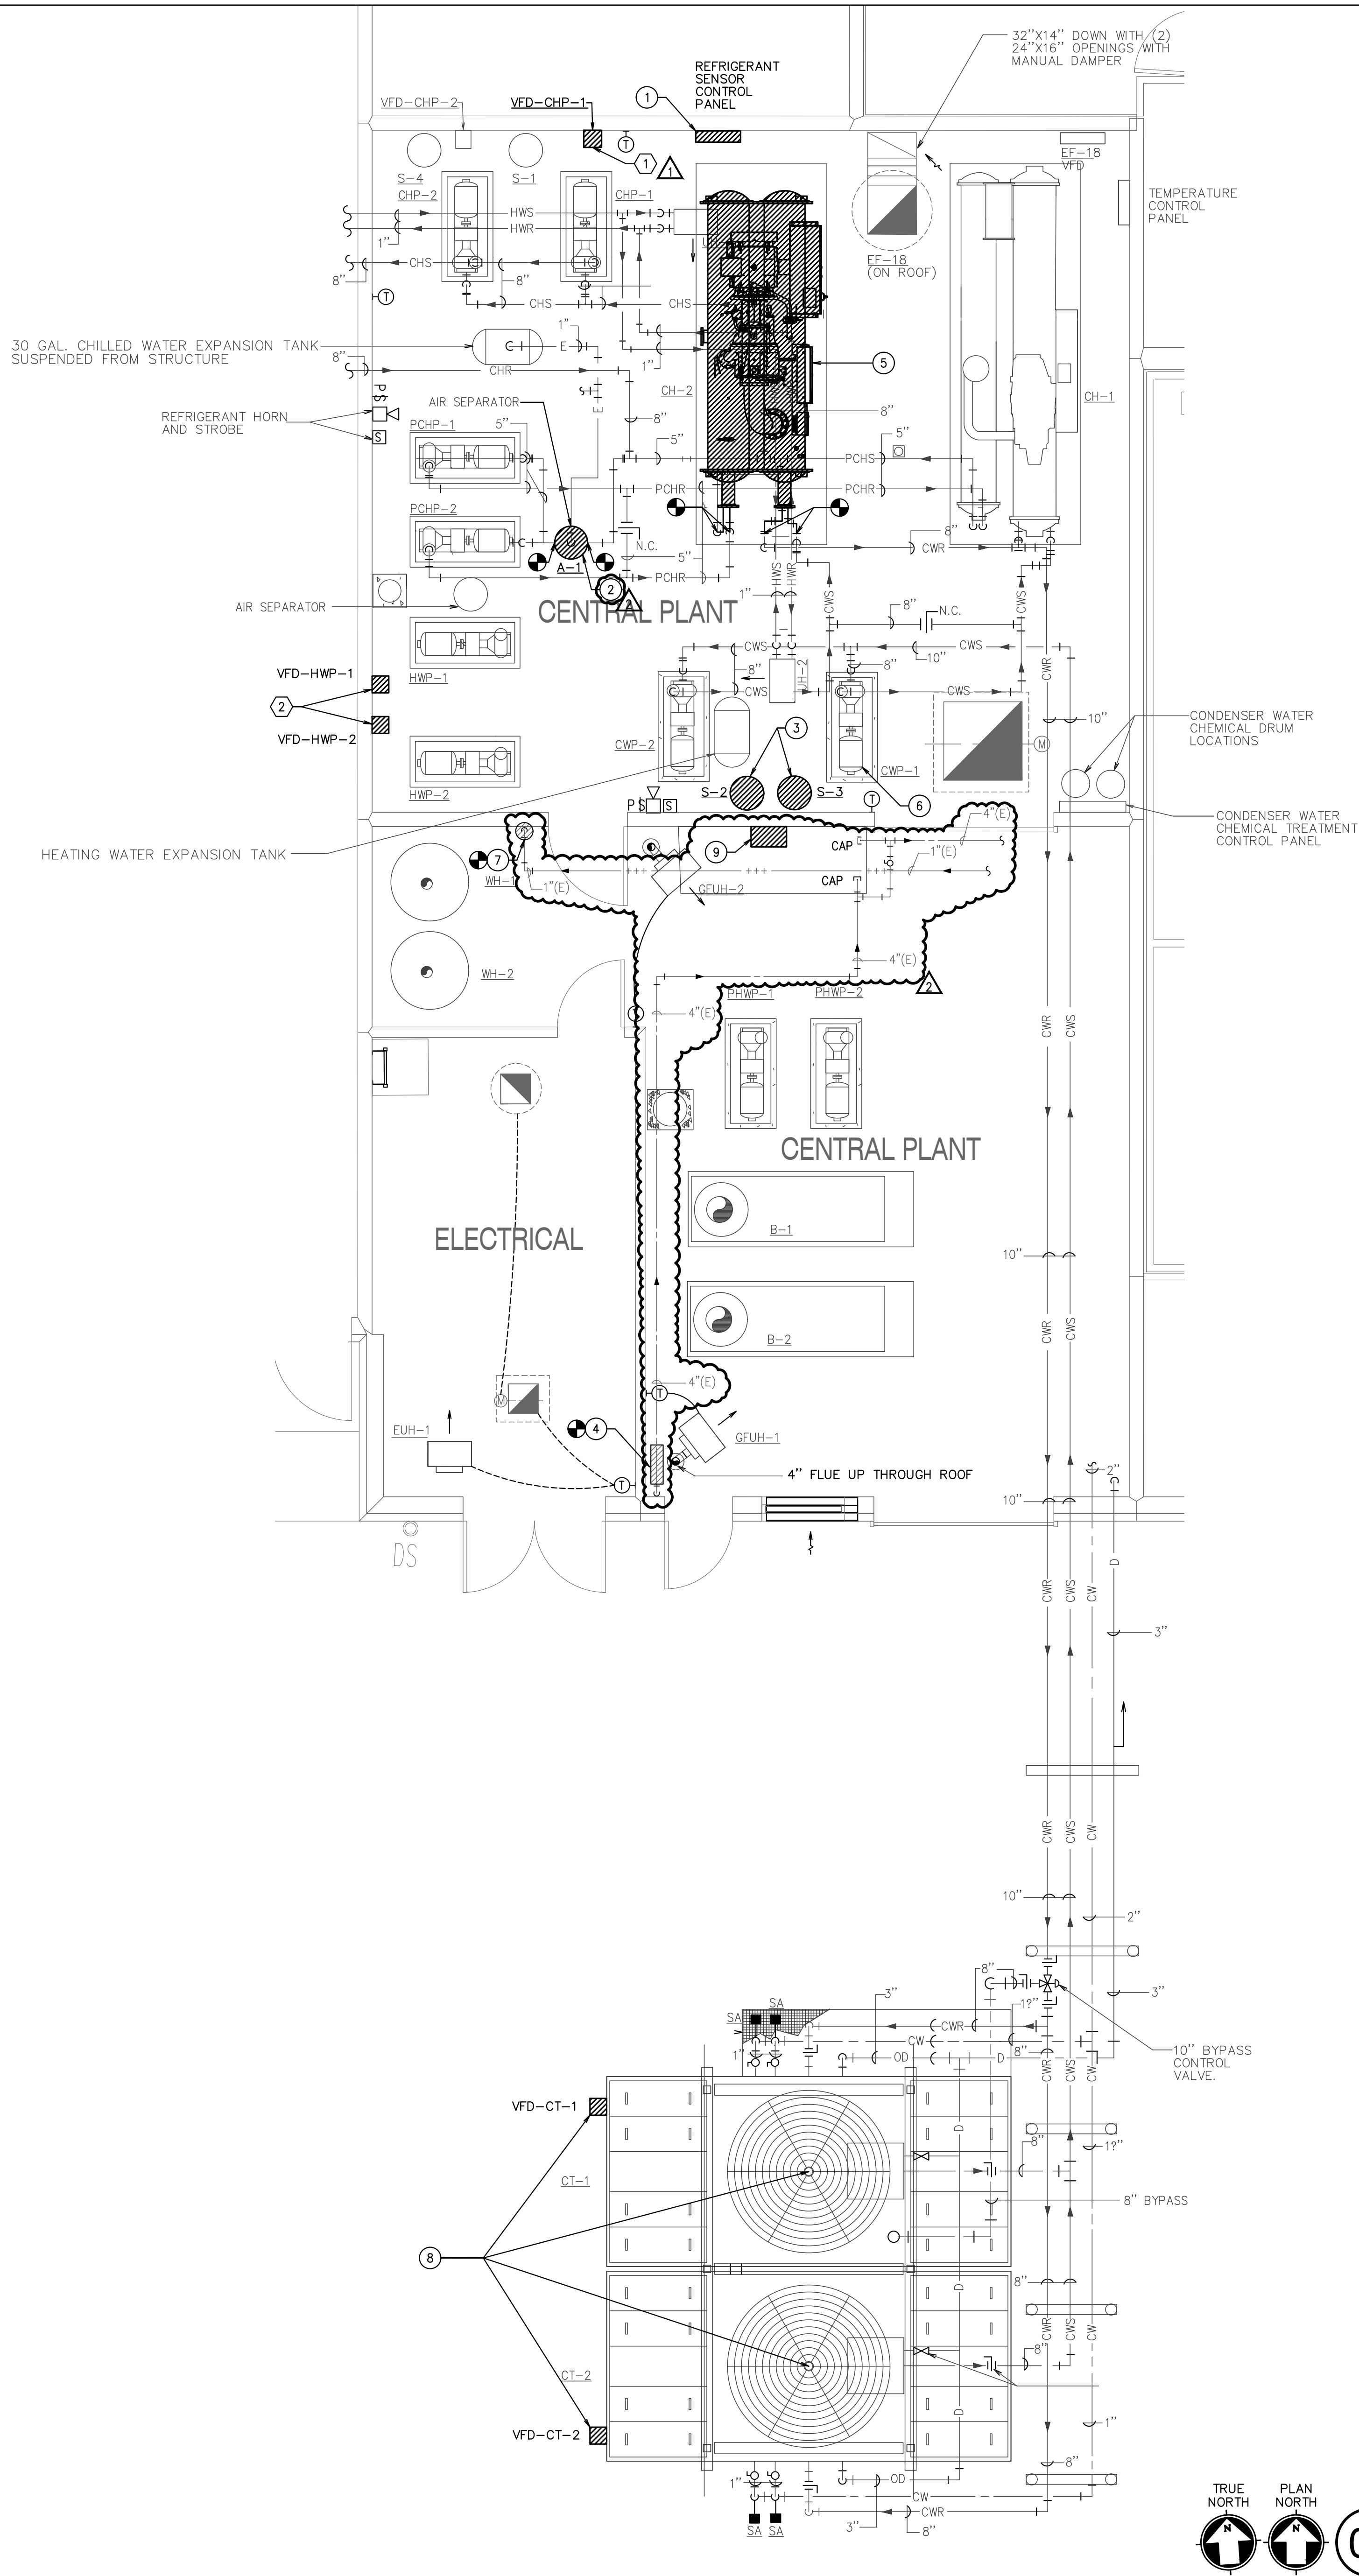 32"X14" DOWN WITH (2)
24"X16" OPENINGS WITH
MANUAL DAMPER
REFRIGERANT
SENSOR
CONTROL
PANEL
1
VFD-CHP-2
VFD-CHP-1
T
1
1
EF-18
VFD
S-4
S-1
CHP-2
CHP-1
TEMPERATURE
CONTROL
PANEL
HWS
HWR
1"
CHS
8"
8"
EF-18
(ON ROOF)
T
CHS
CHS
30 GAL. CHILLED WATER EXPANSION TANK
SUSPENDED FROM STRUCTURE
1"
E
8"
CHR
1"
5
CH-2
CH-1
PS
E
AIR SEPARATOR
8"
8"
REFRIGERANT HORN
AND STROBE
S
PCHP-1
5"
5"
5"
PCHS
PCHR
PCHR
PCHP-2
N.C.
8"
CWR
A-1
5"
PCHR
2
2
HWS
HWR
1"
CWS
CWS
AIR SEPARATOR
CENTRAL PLANT
8"
N.C.
HWP-1
CWS
8"
10"
CWS
CWR
VFD-HWP-1
8"
CWS
UH-2
CWS
2
10"
CONDENSER WATER
CHEMICAL DRUM
LOCATIONS
VFD-HWP-2
CWP-2
3
CWP-1
M
HWP-2
S-2
S-3
T
6
PS
S
CONDENSER WATER
CHEMICAL TREATMENT
CONTROL PANEL
4"(E)
HEATING WATER EXPANSION TANK
7
9
CAP
1"(E)
WH-1
1"(E)
GFUH-2
CAP
WH-2
4"(E)
2
PHWP-1
PHWP-2
T
4"(E)
CWR
CWS
CENTRAL PLANT
B-1
ELECTRICAL
10"
B-2
CWR
CWS
4"(E)
T
M
EUH-1
4
GFUH-1
4" FLUE UP THROUGH ROOF
T
2"
10"
DS
D
CWR
CWS
CW
3"
CWR
CWS
CW
10"
2"
8"
3"
3"
SA
SA
1?"
CWR
CW
8"
10" BYPASS
CONTROL
VALVE.
1"
OD
D
CWR
CWS
CW
VFD-CT-1
D
8"
1?"
CT-1
8" BYPASS
8
8"
D
CWR
CWS
CW
8"
CT-2
D
1"
VFD-CT-2
8"
1"
OD
CW
CWR
SA
SA
3"
8"
TRUE
NORTH
PLAN
NORTH
N
N